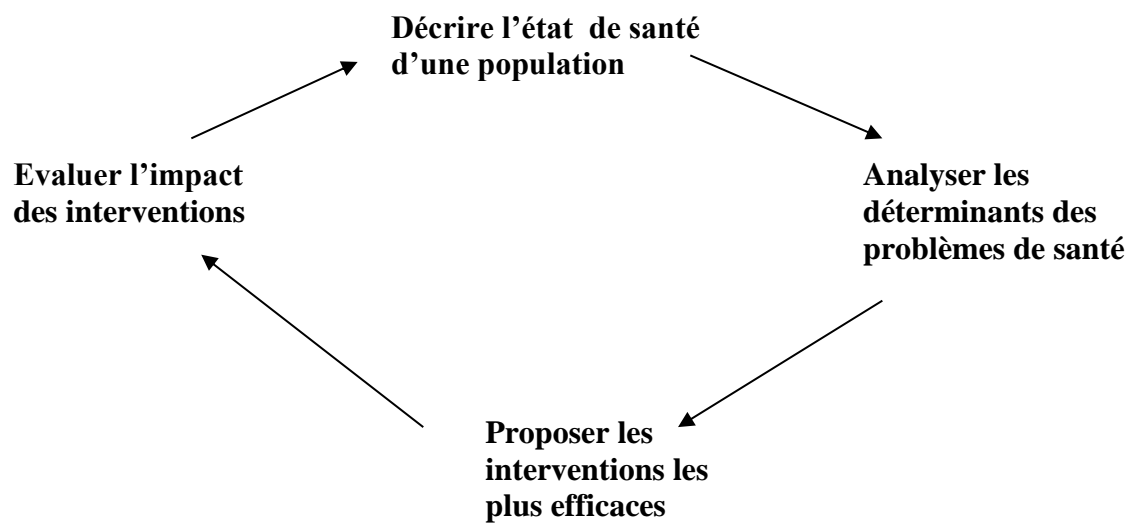 Décrire l’état  de santé
d’une population
Analyser les
déterminants des
problèmes de santé
Proposer les
interventions les
plus efficaces
Evaluer l’impact
des interventions